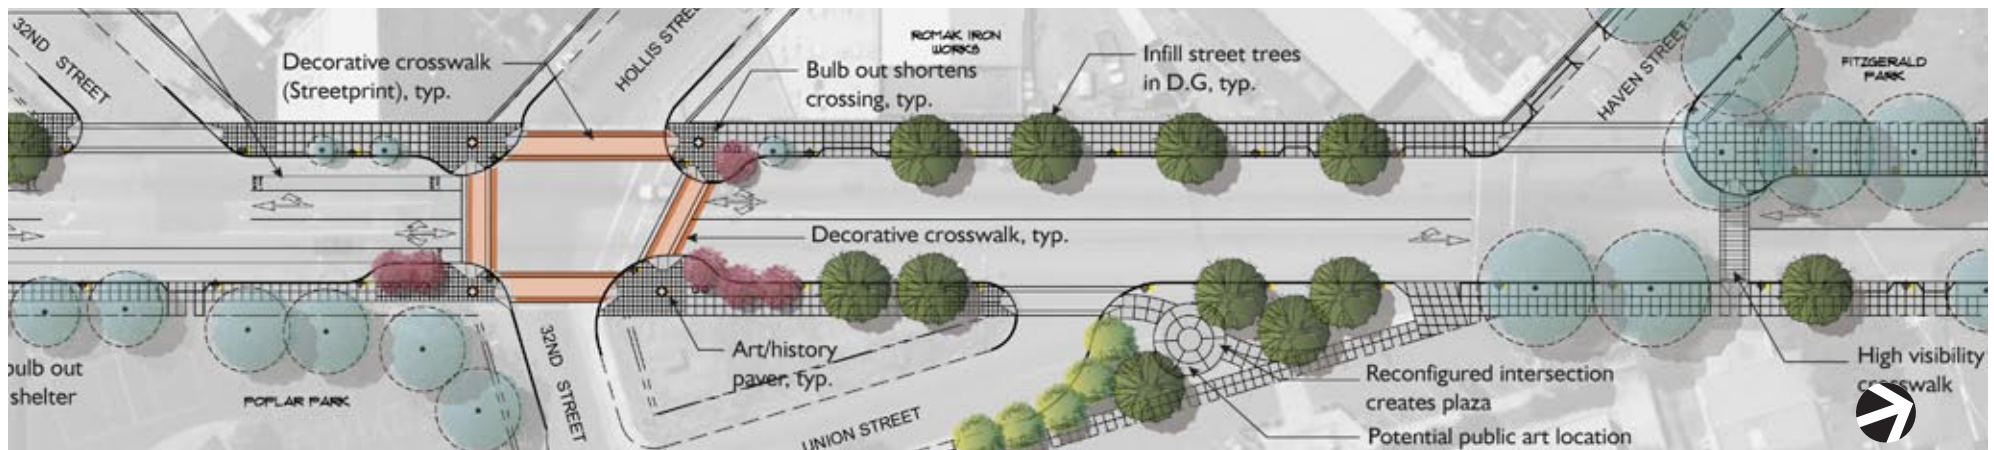 32ND STREET
Decorative crosswalk
(Streetprint), typ.
HOLLIS STREE
ROMAK IRON
WORKS
Bulb out shortens
crossing, typ.
Infill street trees
in D.G, typ.
HAVEN STREET
FITZGERALD
PARK
Decorative crosswalk, typ.
bulb out
shelter
POPLAR PARK
32ND STREET
Art/history
paver, typ.
UNION STREET
Reconfigured intersection
creates plaza
Potential public art location
High visibility
crosswalk